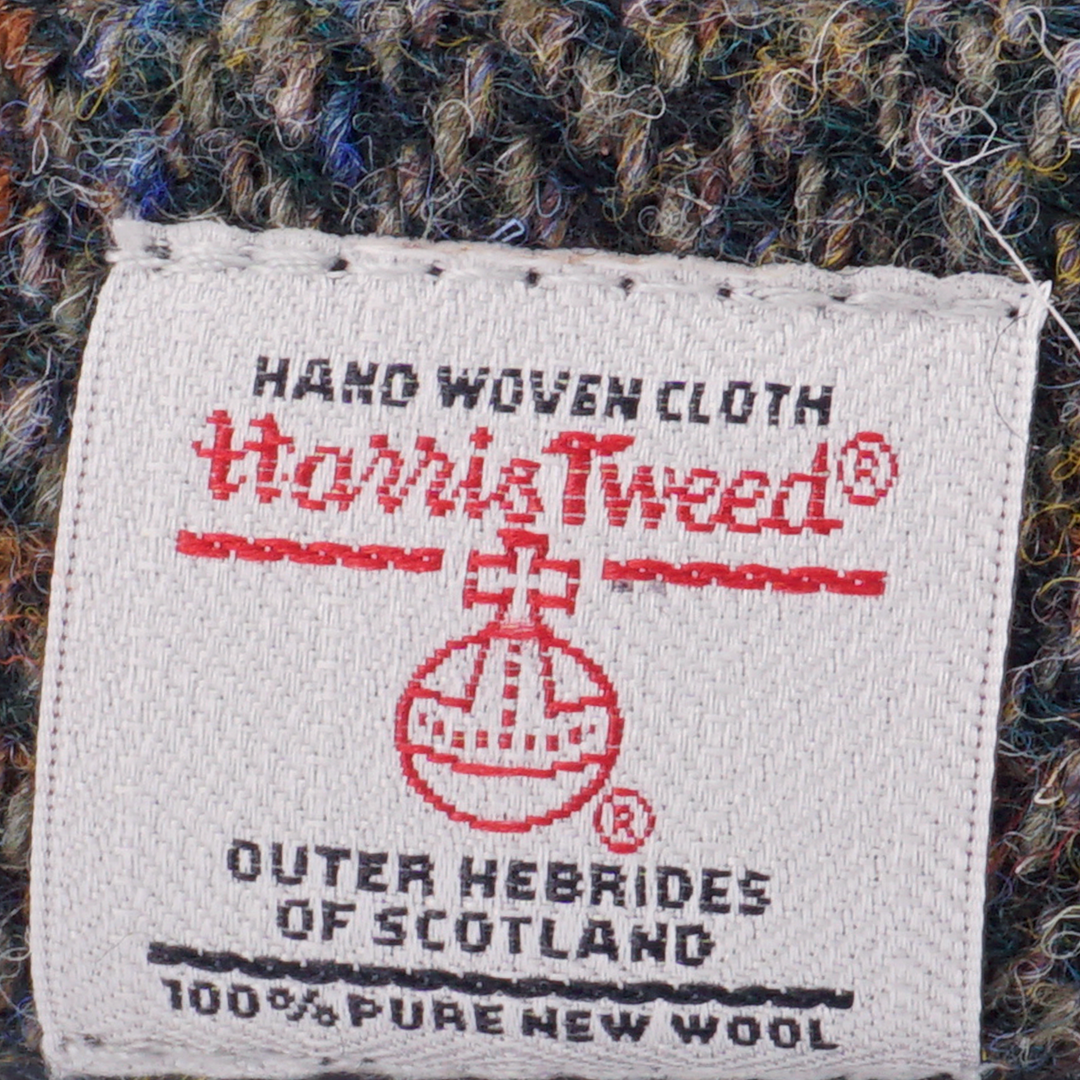 HAND WOVEN CLOTH
Harris Tweed®
®
OUTER HEBRIDES
OF SCOTLAND
100% PURE NEW WOOL